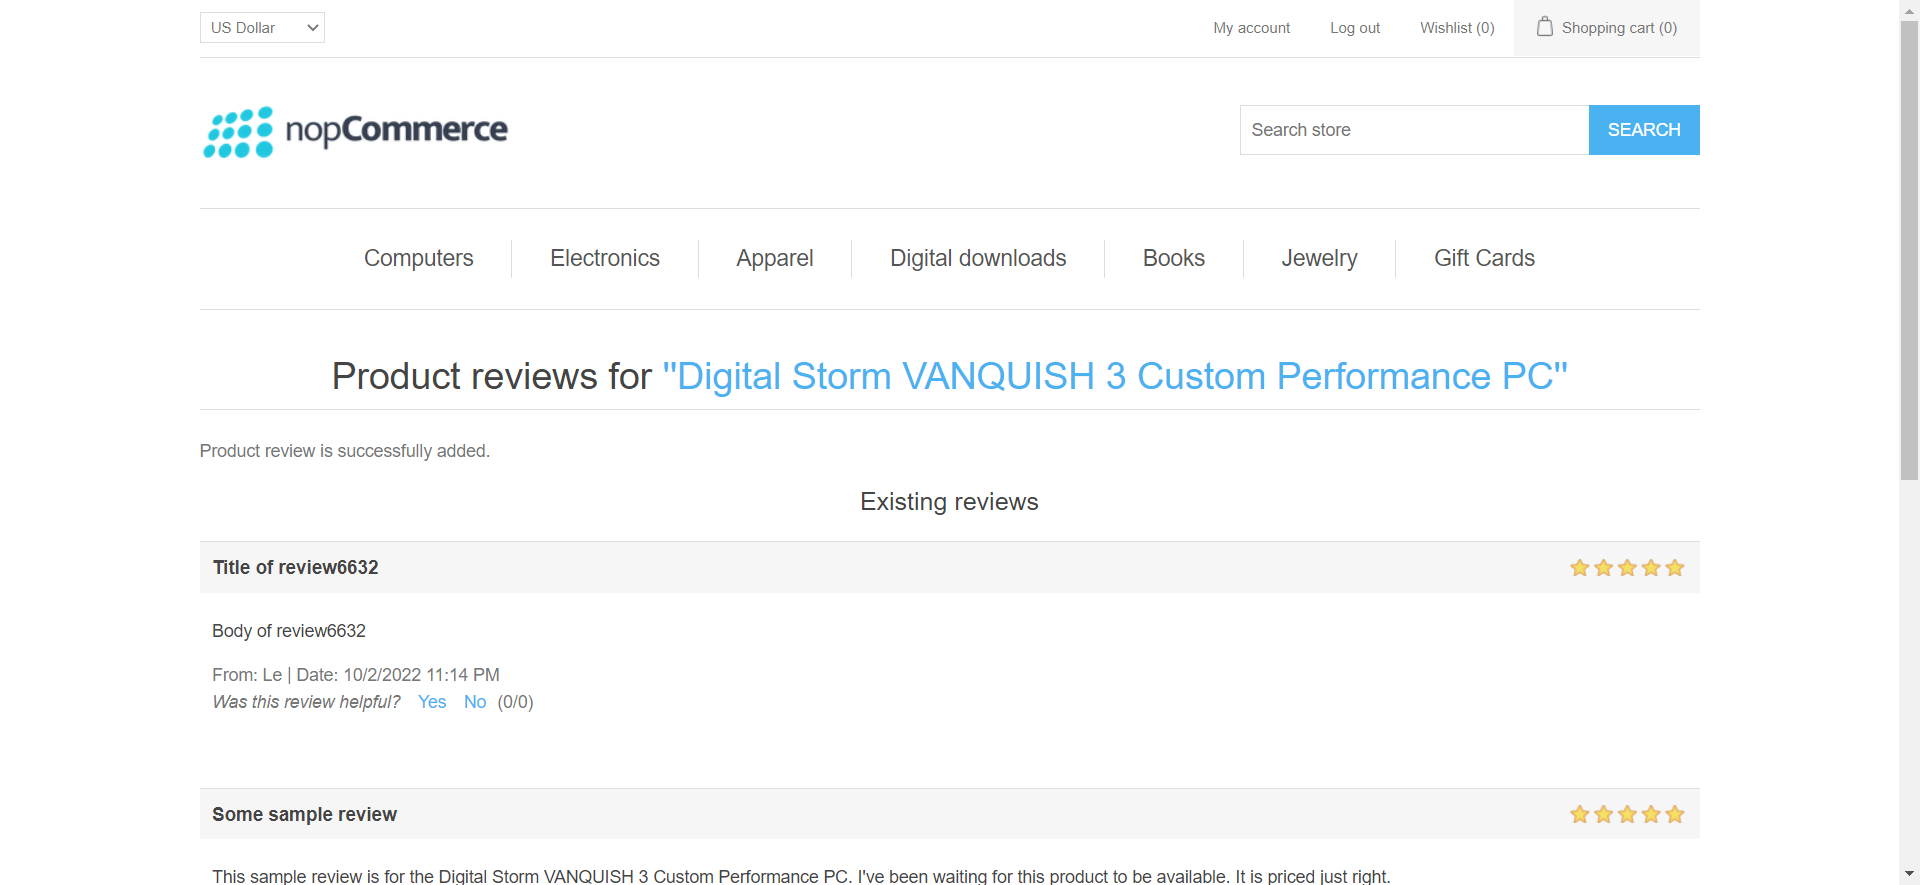 US Dollar
My account
Log out
Wishlist (0)
Shopping cart (0)
nopCommerce
Search store
SEARCH
Computers
Electronics
Apparel
Digital downloads
Books
Jewelry
Gift Cards
Product reviews for "Digital Storm VANQUISH 3 Custom Performance PC"
Product review is successfully added.
Existing reviews
Title of review6632
Body of review6632
From: Le | Date: 10/2/2022 11:14 PM
Was this review helpful? Yes No (0/0)
Some sample review
This sample review is for the Digital Storm VANQUISH 3 Custom Performance PC. I've been waiting for this product to be available. It is priced just right.